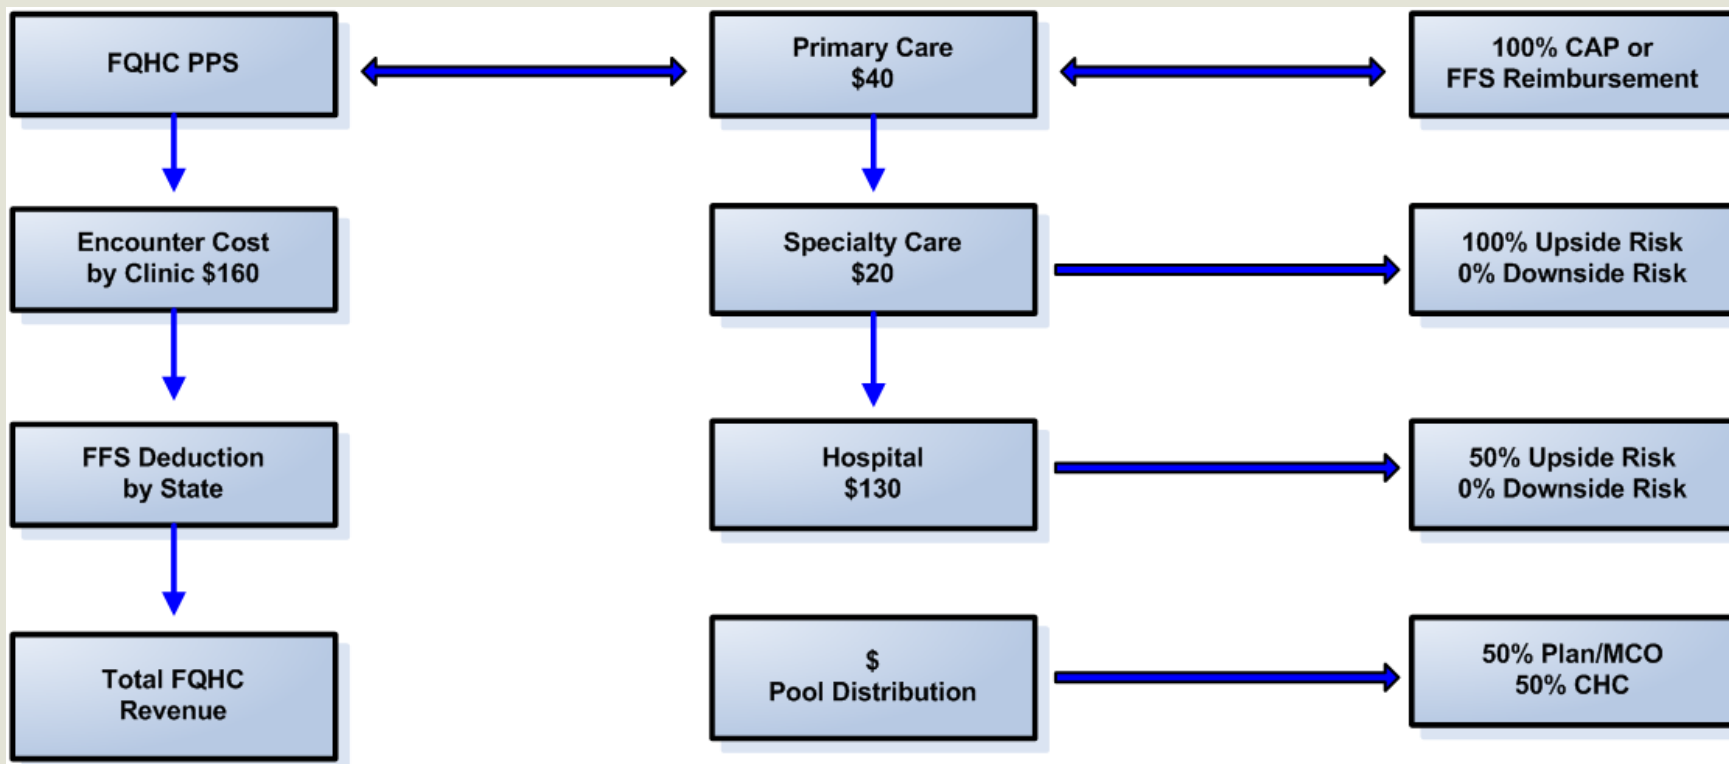 FQHC PPS
Primary Care
$40
100% CAP or
FFS Reimbursement
Encounter Cost
by Clinic $160
Specialty Care
$20
100% Upside Risk
0% Downside Risk
FFS Deduction
by State
Hospital
$130
50% Upside Risk
0% Downside Risk
Total FQHC
Revenue
$
Pool Distribution
50% Plan/MCO
50% CHC